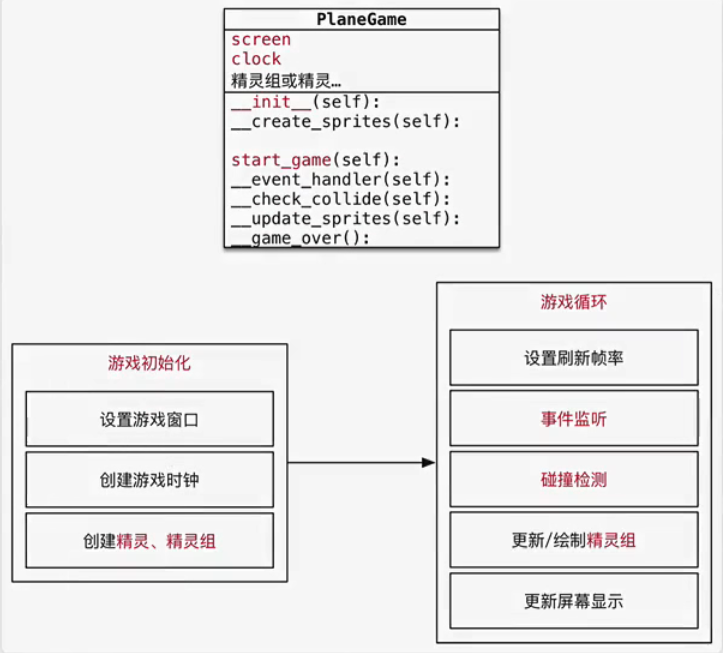 PlaneGame
screen
clock
精灵组或精灵…
__init__(self):
__create_sprites(self):
start_game(self):
__event_handler(self):
__check_collide(self):
__update_sprites(self):
__game_over():
游戏初始化
设置游戏窗口
创建游戏时钟
创建精灵、精灵组
游戏循环
设置刷新帧率
事件监听
碰撞检测
更新/绘制精灵组
更新屏幕显示